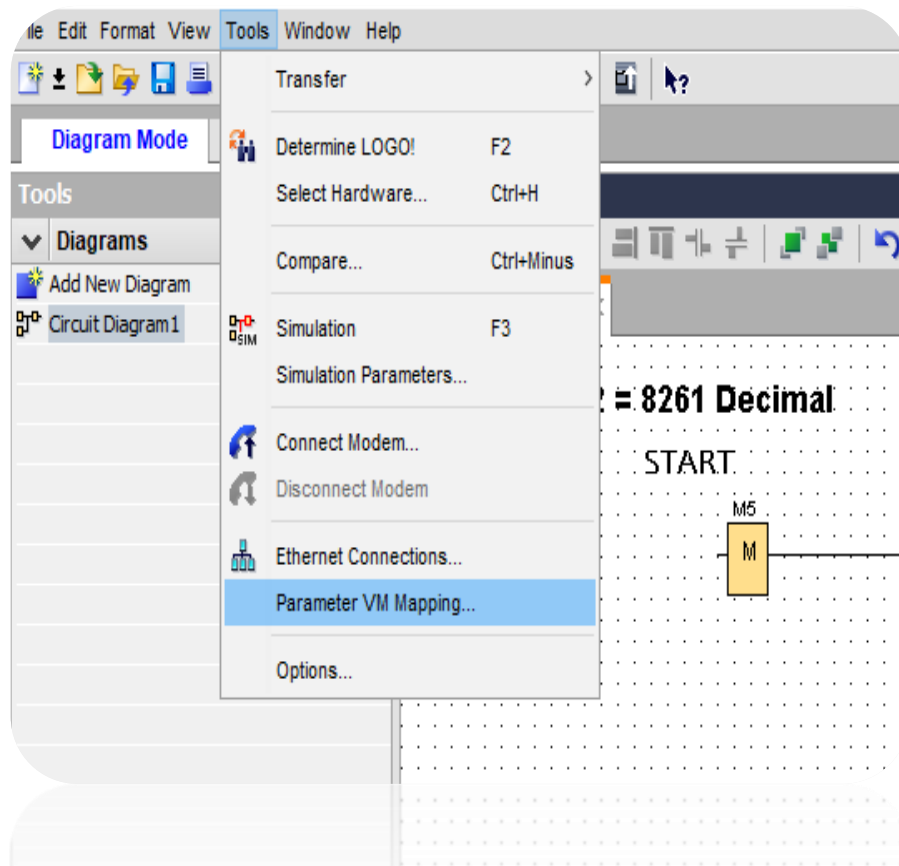 Edit Format View Tools Window Help
Transfer
Diagram Mode
Determine LOGO! F2
Tools
Select Hardware... Ctrl+H
Diagrams
Compare... Ctrl+Minus
Add New Diagram
Circuit Diagram1
SIM
Simulation F3
Simulation Parameters...
= 8261 Decimal
Connect Modem...
START
Disconnect Modem
M5
M
Ethernet Connections...
Parameter VM Mapping...
Options...